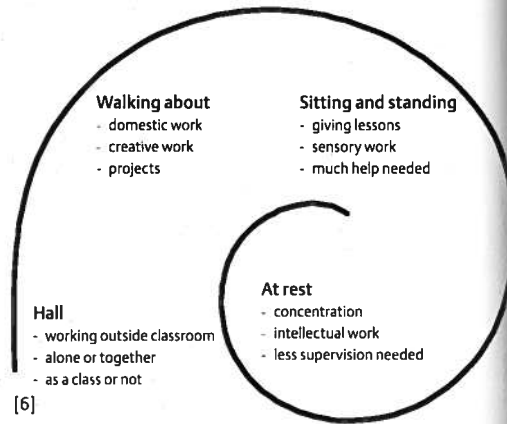 Walking about
- domestic work
- creative work
- projects
Sitting and standing
- giving lessons
- sensory work
- much help needed
Hall
- working outside classroom
- alone or together
- as a class or not
At rest
- concentration
- intellectual work
- less supervision needed
[6]